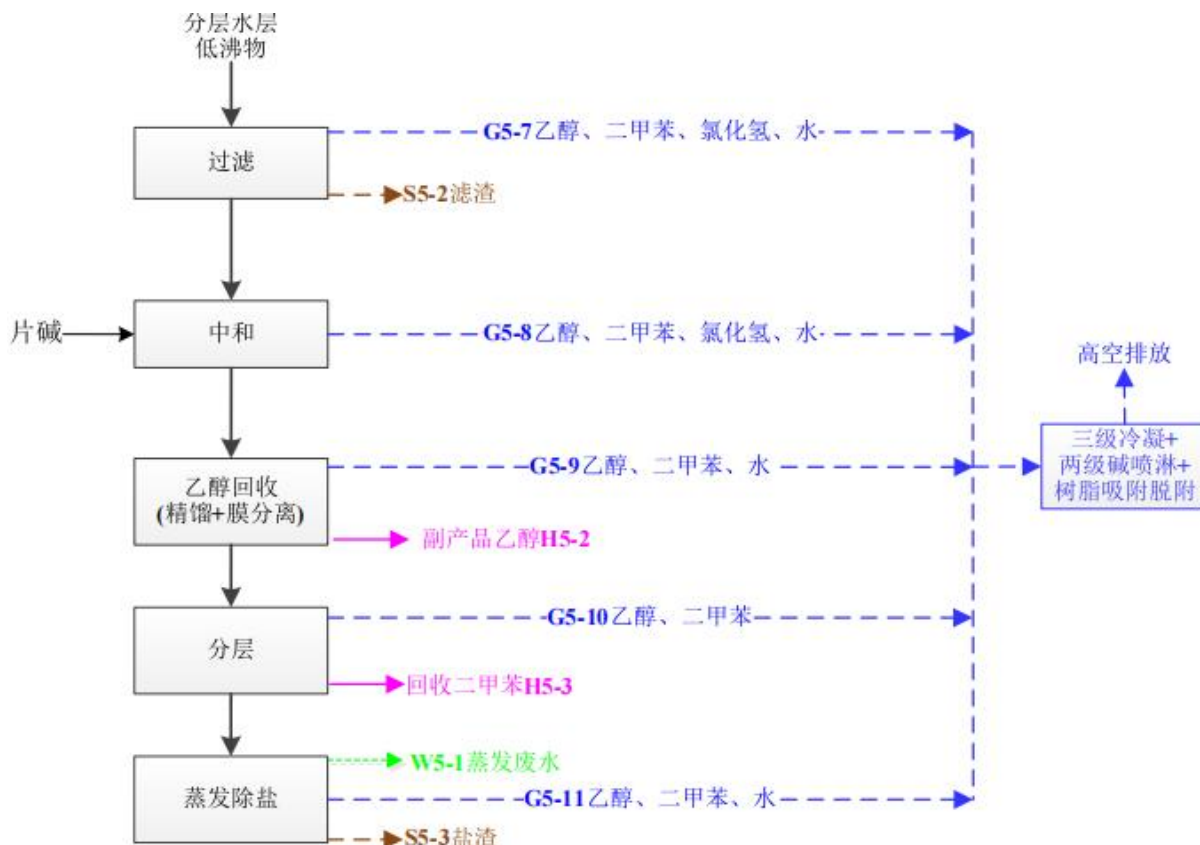 分层水层
低沸物
G5-7乙醇、二甲苯、氯化氢、水
过滤
S5-2滤渣
片碱
中和
G5-8乙醇、二甲苯、氯化氢、水
高空排放
三级冷凝+
两级碱喷淋+
树脂吸附脱附
G5-9乙醇、二甲苯、水
乙醇回收
(精馏+膜分离)
副产品乙醇H5-2
G5-10乙醇、二甲苯
分层
回收二甲苯H5-3
W5-1蒸发废水
蒸发除盐
G5-11乙醇、二甲苯、水
S5-3盐渣